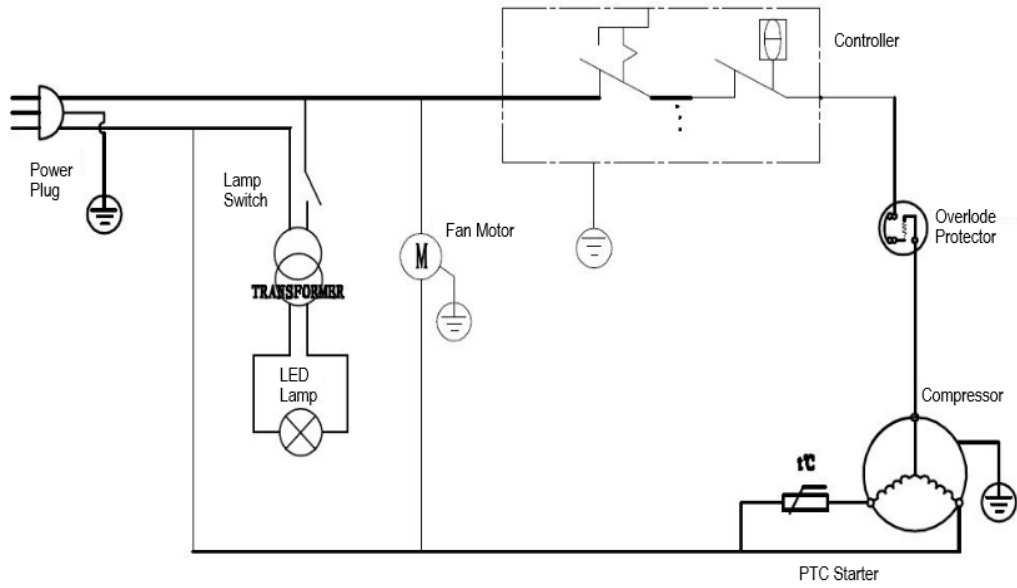 Controller
Power
Plug
Lamp
Switch
Fan Motor
Overlode
Protector
M
TRANSFORMER
LED
Lamp
Compressor
t℃
PTC Starter